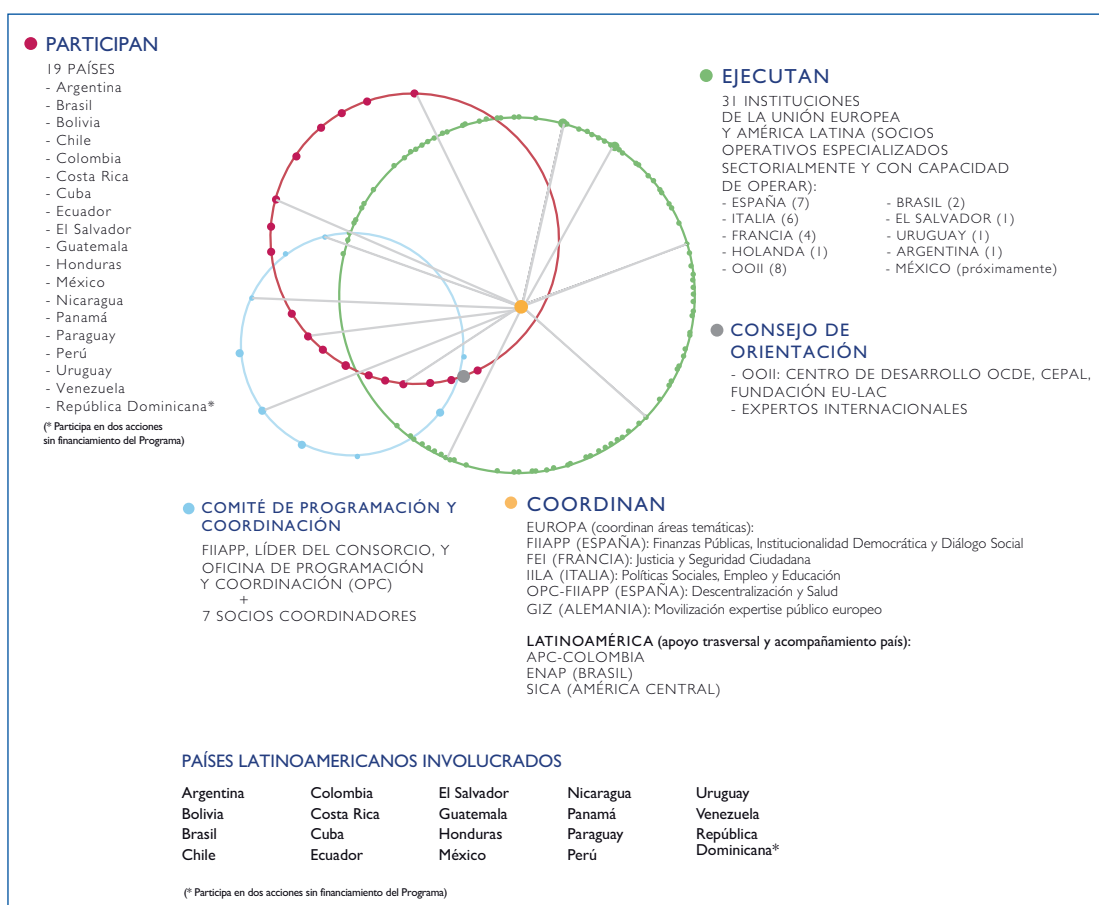 PARTICIPAN
19 PAÍSES
- Argentina
- Brasil
- Bolivia
- Chile
- Colombia
- Costa Rica
- Cuba
- Ecuador
- El Salvador
- Guatemala
- Honduras
- México
- Nicaragua
- Panamá
- Paraguay
- Perú
- Uruguay
- Venezuela
- República Dominicana*
(* Participa en dos acciones
sin financiamiento del Programa)
EJECUTAN
31 INSTITUCIONES
DE LA UNIÓN EUROPEA
Y AMÉRICA LATINA (SOCIOS
OPERATIVOS ESPECIALIZADOS
SECTORIALMENTE Y CON CAPACIDAD
DE OPERAR):
- ESPAÑA (7)
- ITALIA (6)
- FRANCIA (4)
- HOLANDA (1)
- OOII (8)
- BRASIL (2)
- EL SALVADOR (1)
- URUGUAY (1)
- ARGENTINA (1)
- MÉXICO (próximamente)
CONSEJO DE
ORIENTACIÓN
- OOII: CENTRO DE DESARROLLO OCDE, CEPAL,
FUNDACIÓN EU-LAC
- EXPERTOS INTERNACIONALES
COMITÉ DE PROGRAMACIÓN Y
COORDINACIÓN
FIIAPP, LÍDER DEL CONSORCIO, Y
OFICINA DE PROGRAMACIÓN
Y COORDINACIÓN (OPC)
+
7 SOCIOS COORDINADORES
COORDINAN
EUROPA (coordinan áreas temáticas):
FIIAPP (ESPAÑA): Finanzas Públicas, Institucionalidad Democrática y Diálogo Social
FEI (FRANCIA): Justicia y Seguridad Ciudadana
IILA (ITALIA): Políticas Sociales, Empleo y Educación
OPC-FIIAPP (ESPAÑA): Descentralización y Salud
GIZ (ALEMANIA): Movilización expertise público europeo
LATINOAMÉRICA (apoyo trasversal y acompañamiento país):
APC-COLOMBIA
ENAP (BRASIL)
SICA (AMÉRICA CENTRAL)
PAÍSES LATINOAMERICANOS INVOLUCRADOS
Argentina
Bolivia
Brasil
Chile
Colombia
Costa Rica
Cuba
Ecuador
El Salvador
Guatemala
Honduras
México
Nicaragua
Panamá
Paraguay
Perú
Uruguay
Venezuela
República
Dominicana*
(* Participa en dos acciones sin financiamiento del Programa)